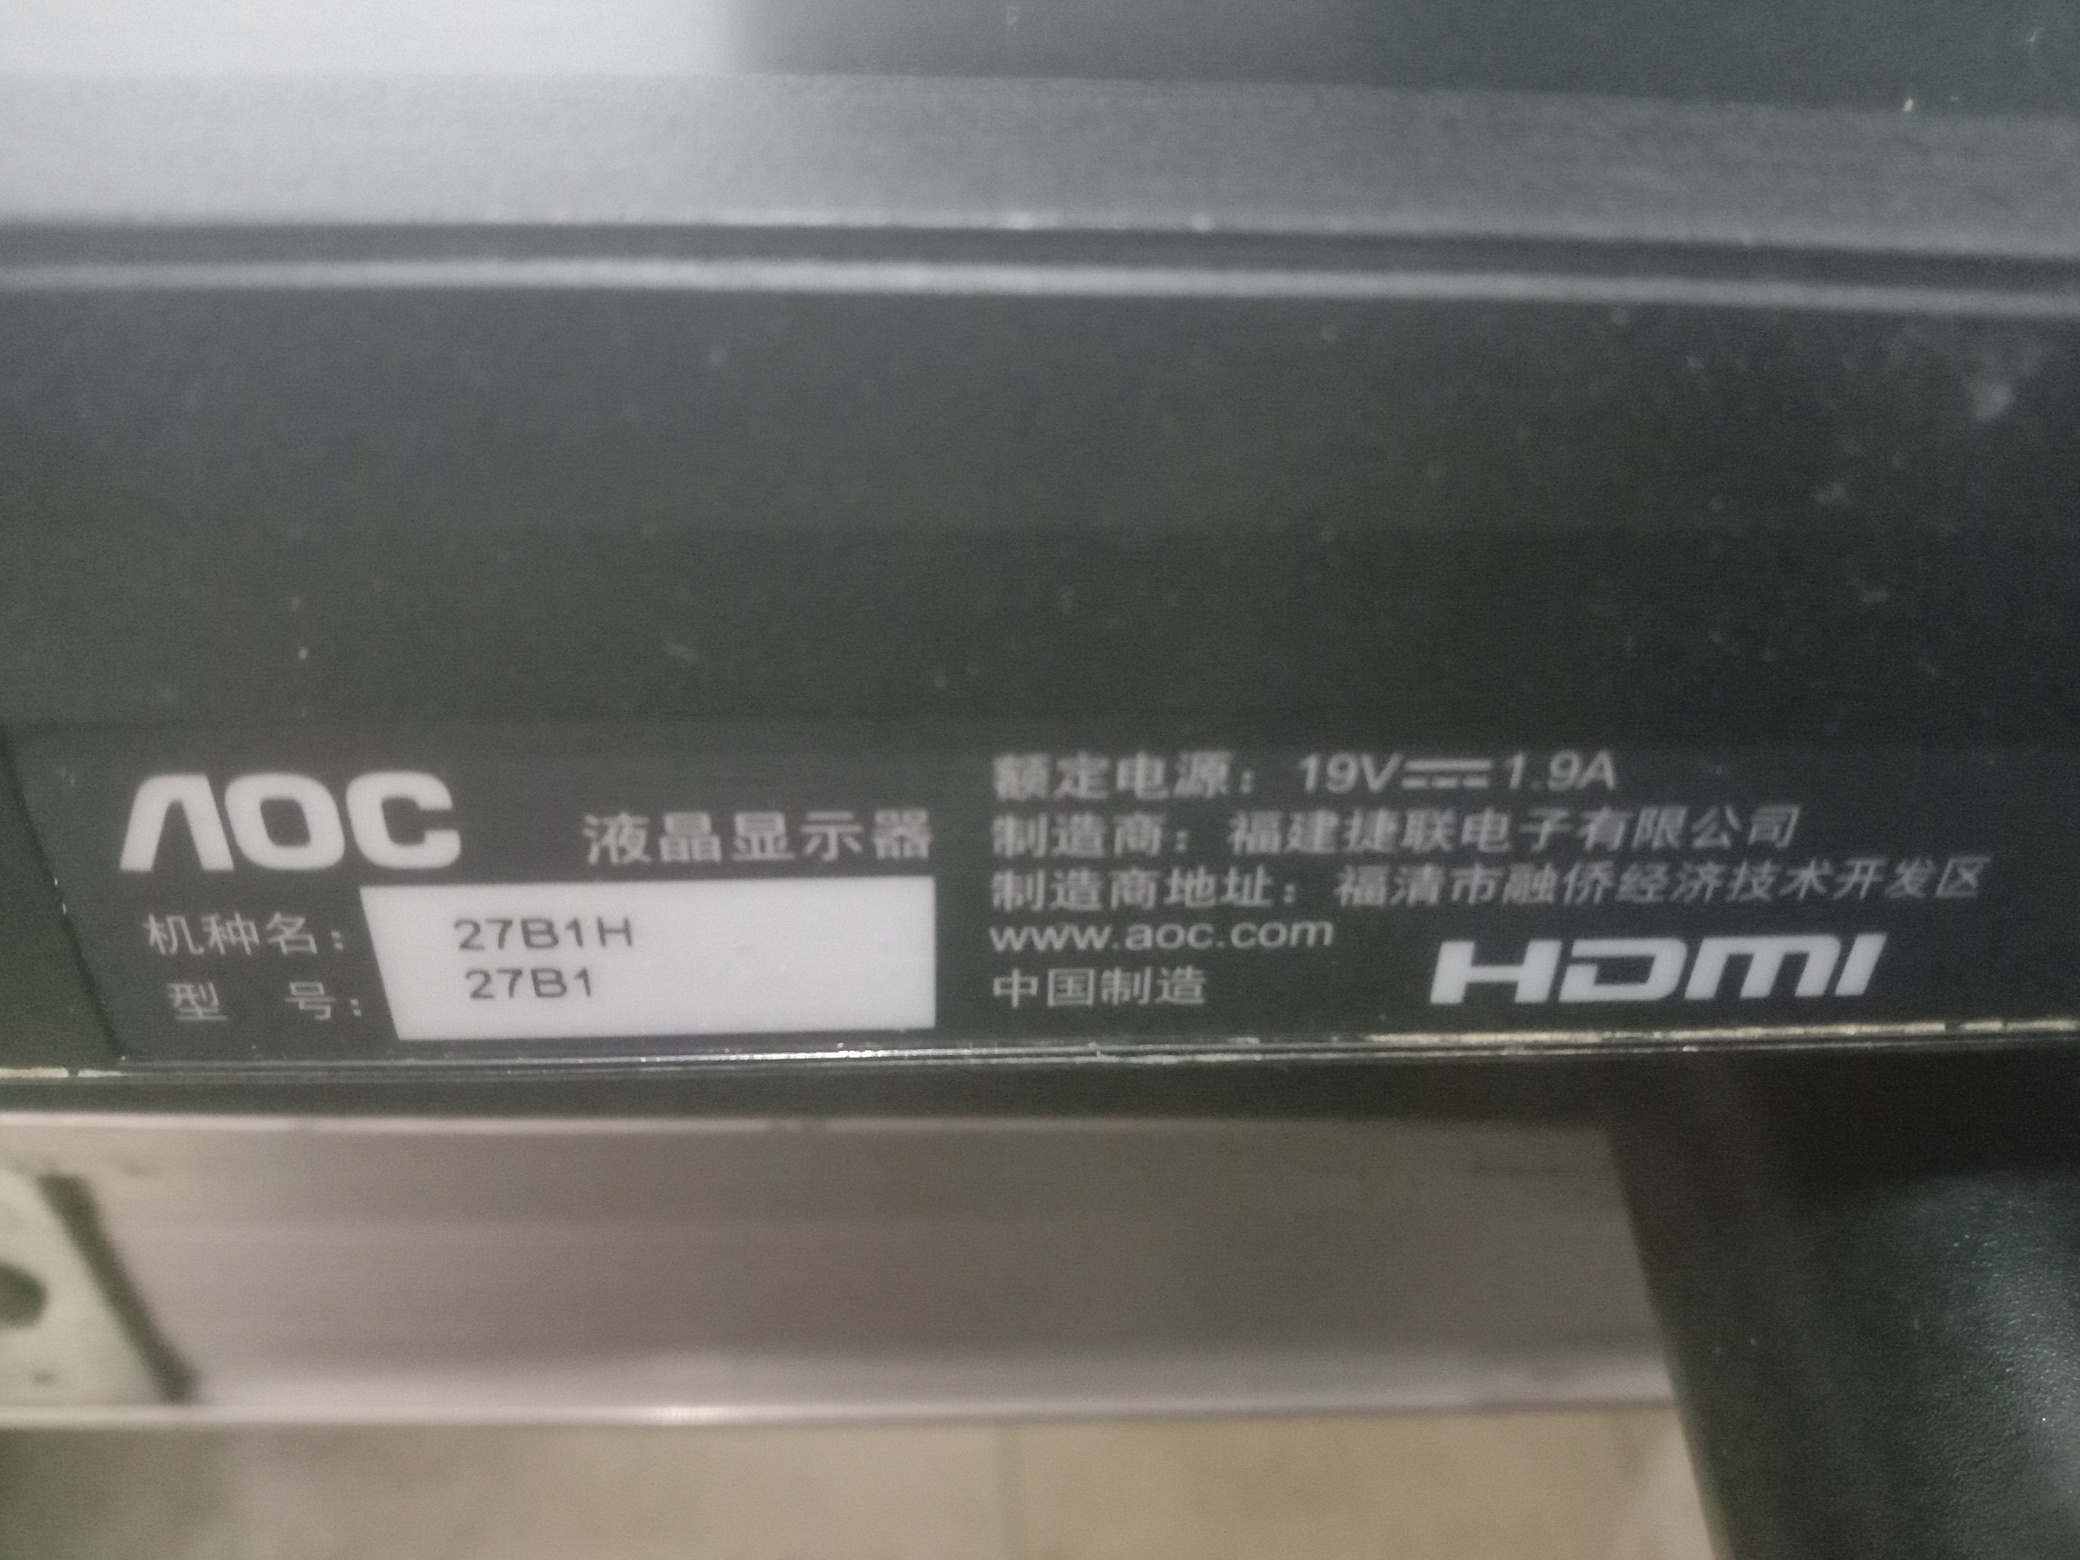 AOC 液晶显示器
机种名: 27B1H
型 号: 27B1
额定电源: 19V⎓1.9A
制造商: 福建捷联电子有限公司
制造商地址: 福清市融侨经济技术开发区
www.aoc.com
中国制造
HDMI